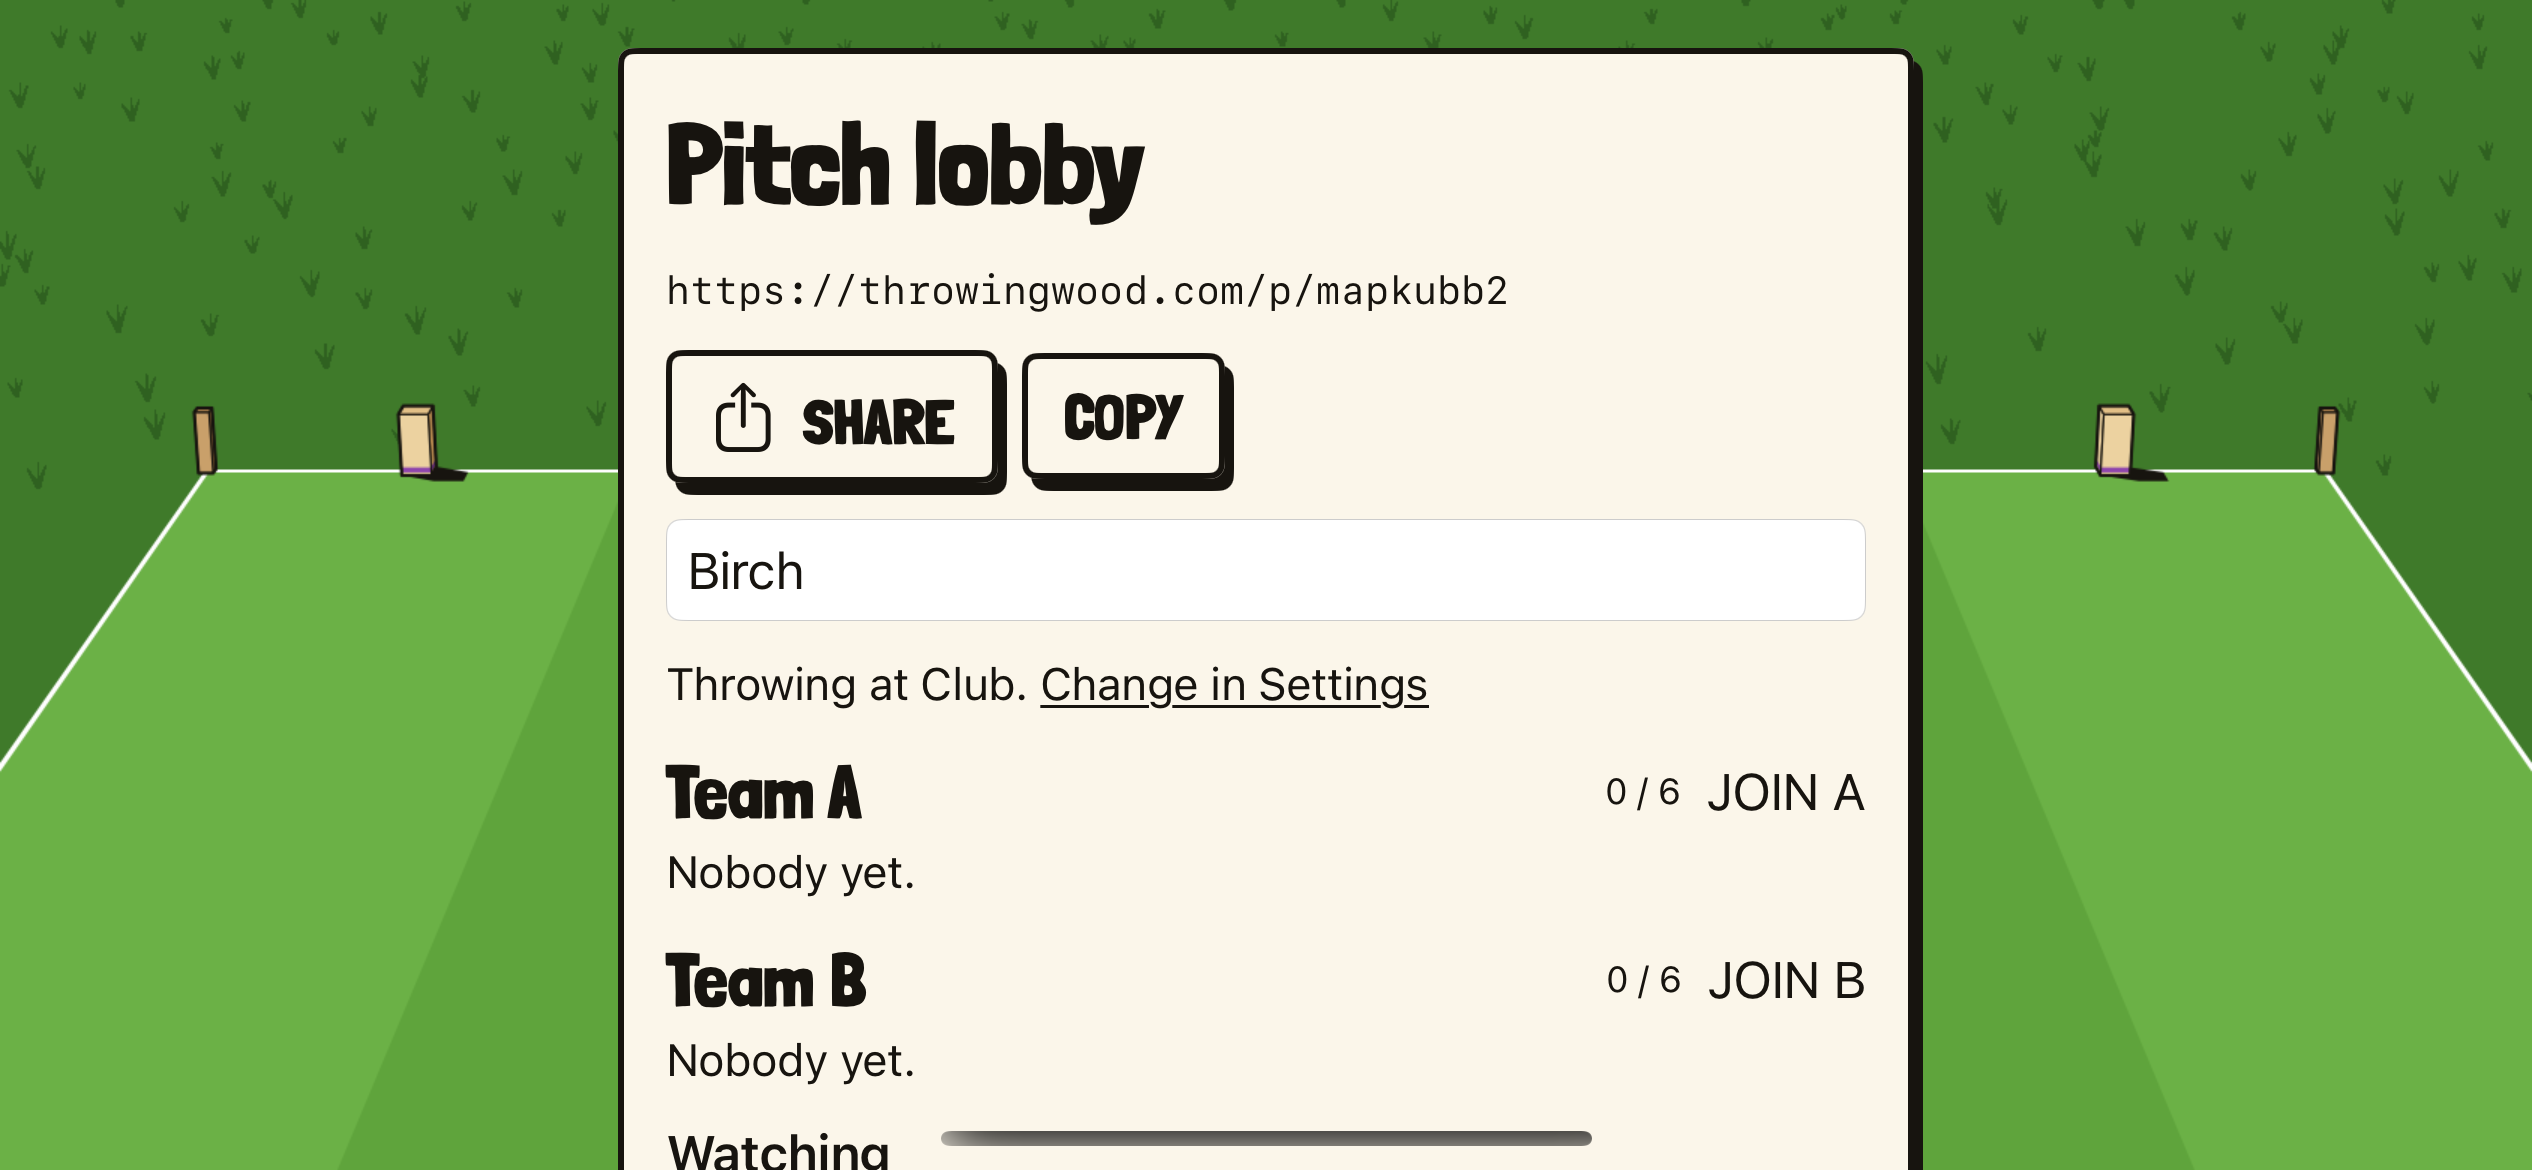 Pitch lobby
https://throwingwood.com/p/mapkubb2
SHARE COPY
Birch
Throwing at Club. Change in Settings
Team A 0 / 6 JOIN A
Nobody yet.
Team B 0 / 6 JOIN B
Nobody yet.
Watching